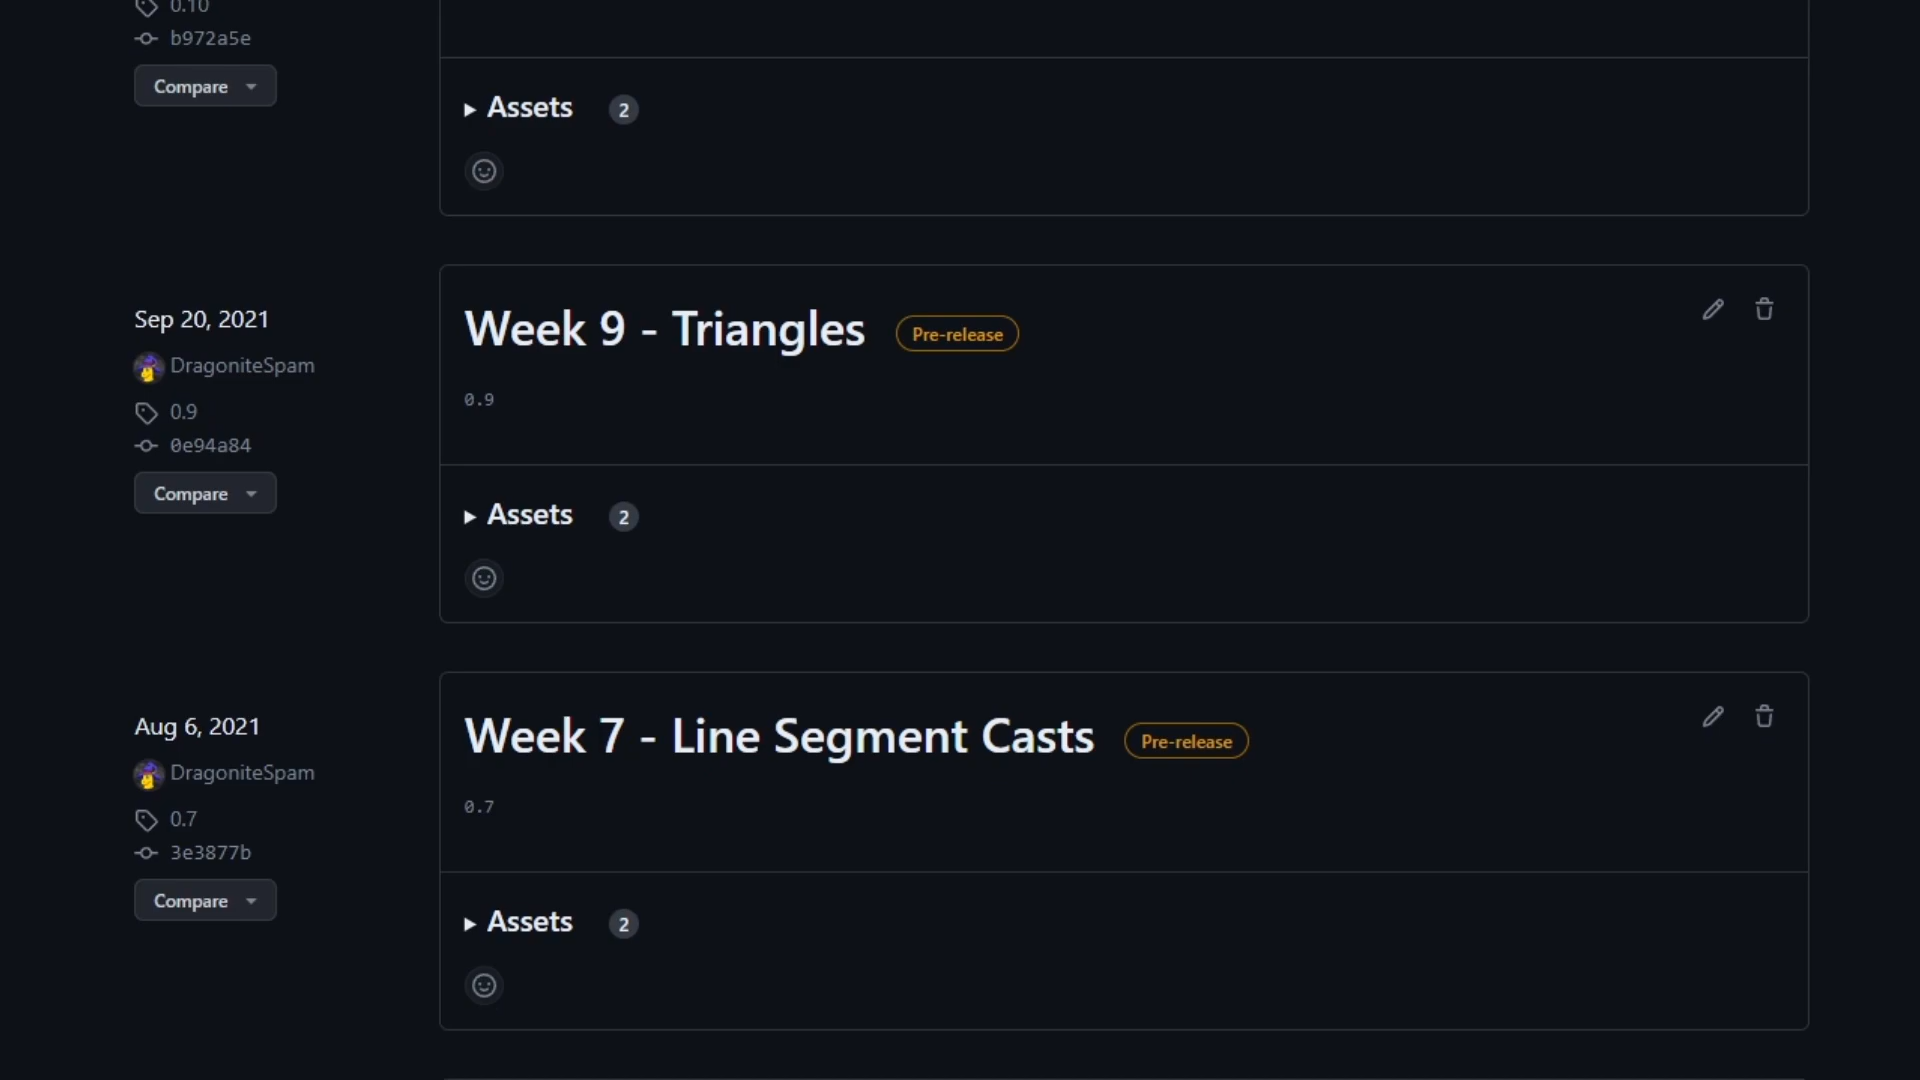 0.10
b972a5e
Compare
Assets 2
Sep 20, 2021
DragoniteSpam
0.9
0e94a84
Compare
Week 9 - Triangles Pre-release
0.9
Assets 2
Aug 6, 2021
DragoniteSpam
0.7
3e3877b
Compare
Week 7 - Line Segment Casts Pre-release
0.7
Assets 2